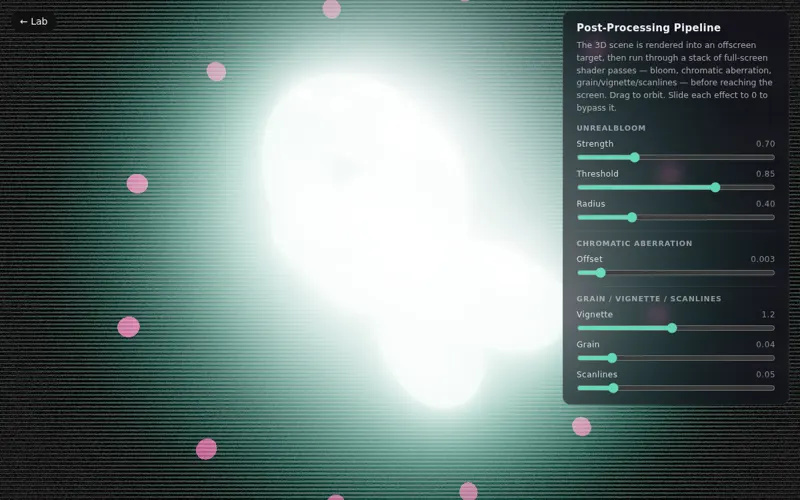 ← Lab
Post-Processing Pipeline
The 3D scene is rendered into an offscreen
target, then run through a stack of full-screen
shader passes — bloom, chromatic aberration,
grain/vignette/scanlines — before reaching the
screen. Drag to orbit. Slide each effect to 0 to
bypass it.
UNREALBLOOM
Strength 0.70
Threshold 0.85
Radius 0.40
CHROMATIC ABERRATION
Offset 0.003
GRAIN / VIGNETTE / SCANLINES
Vignette 1.2
Grain 0.04
Scanlines 0.05